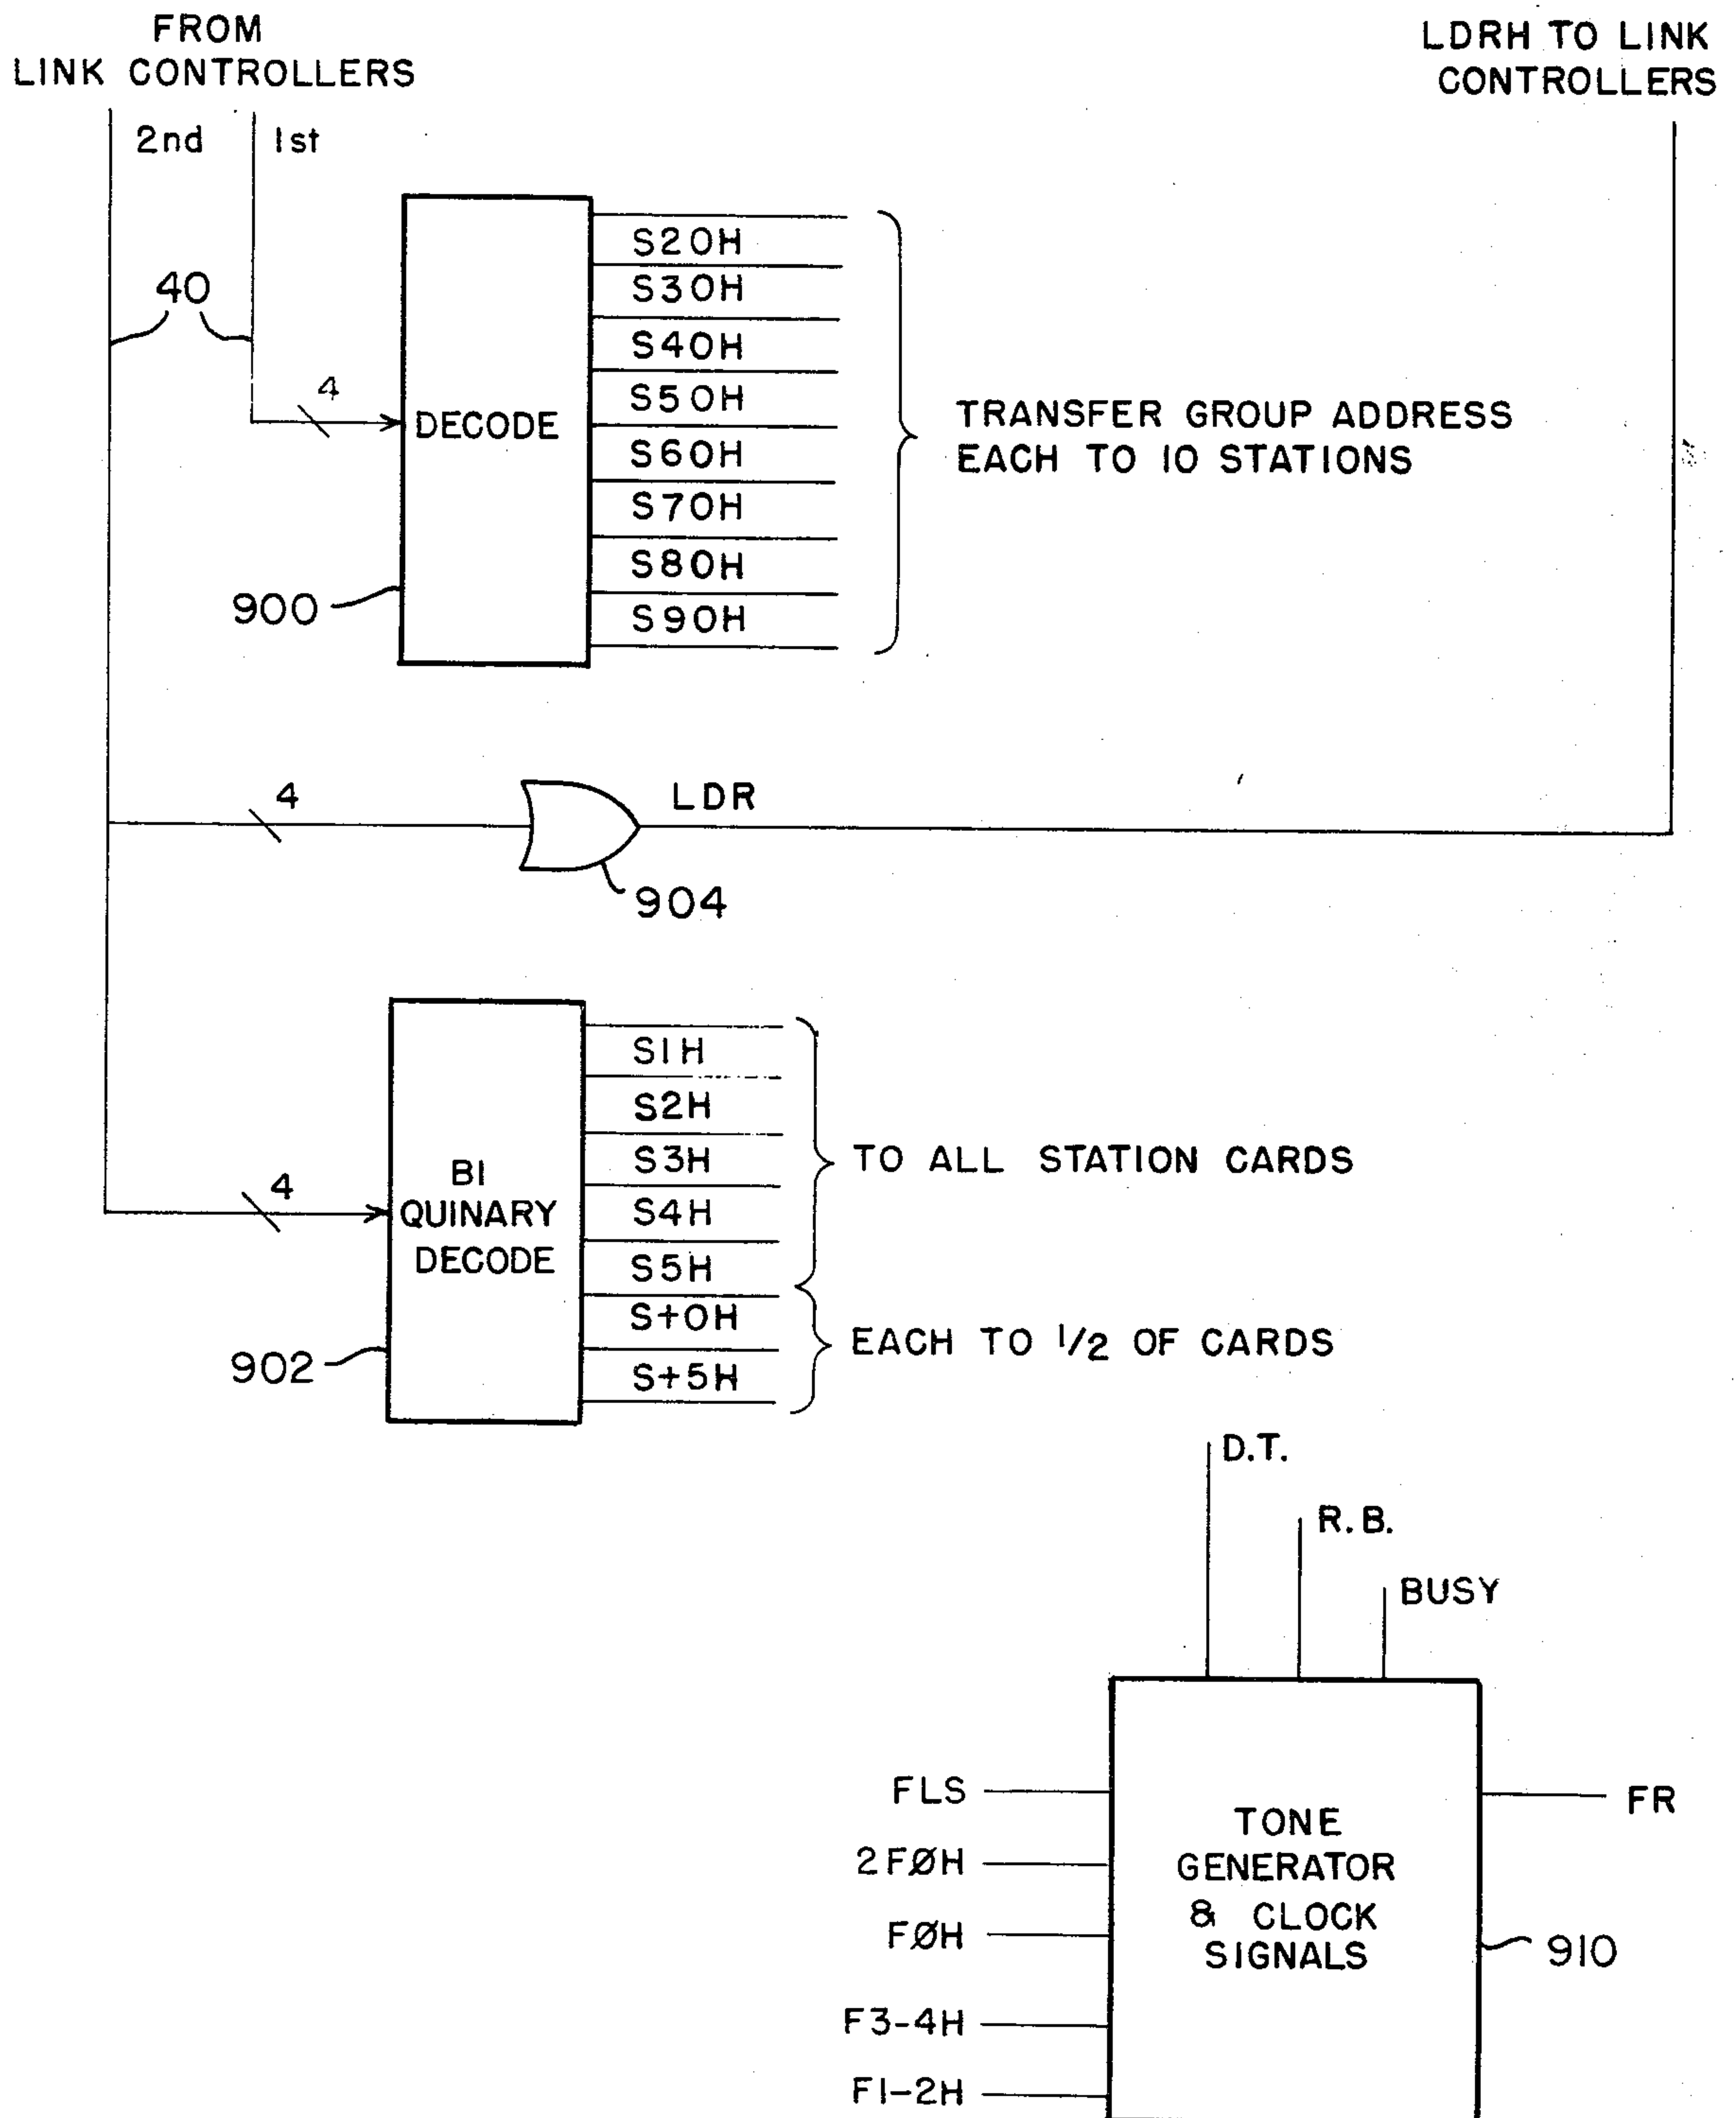 FROM
LINK CONTROLLERS
LDRH TO LINK
CONTROLLERS
2nd
1st
40
4
DECODE
900
S20H
S30H
S40H
S50H
S60H
S70H
S80H
S90H
TRANSFER GROUP ADDRESS
EACH TO 10 STATIONS
4
LDR
904
4
BI
QUINARY
DECODE
902
S1H
S2H
S3H
S4H
S5H
S+0H
S+5H
TO ALL STATION CARDS
EACH TO 1/2 OF CARDS
D.T.
R.B.
BUSY
FLS
2FØH
FØH
F3-4H
F1-2H
TONE
GENERATOR
& CLOCK
SIGNALS
FR
910